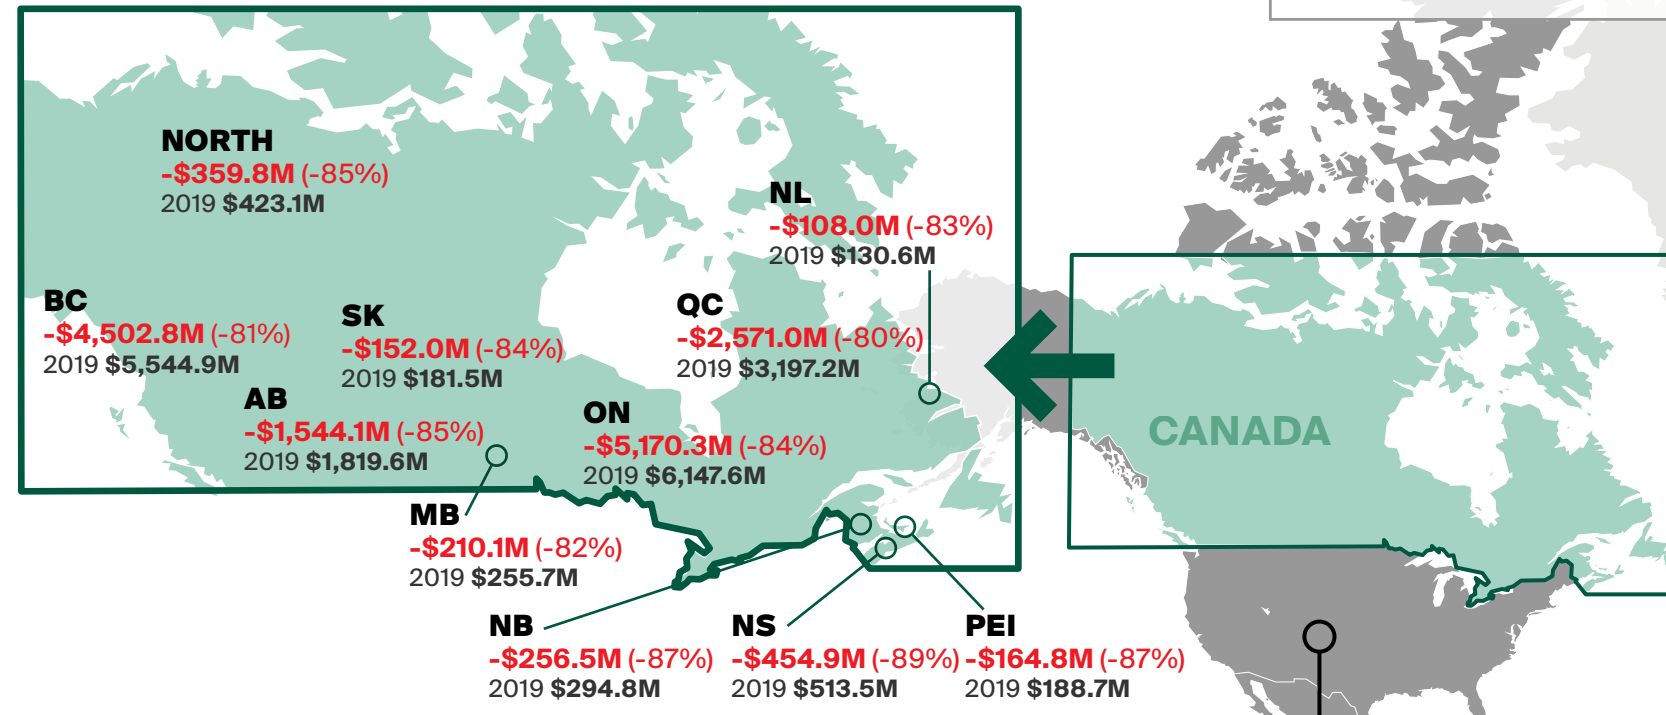 NORTH
-$359.8M (-85%)
2019 $423.1M
NL
-$108.0M (-83%)
2019 $130.6M
BC
-$4,502.8M (-81%)
2019 $5,544.9M
SK
-$152.0M (-84%)
2019 $181.5M
QC
-$2,571.0M (-80%)
2019 $3,197.2M
AB
-$1,544.1M (-85%)
2019 $1,819.6M
ON
-$5,170.3M (-84%)
2019 $6,147.6M
CANADA
MB
-$210.1M (-82%)
2019 $255.7M
NB
-$256.5M (-87%)
2019 $294.8M
NS
-$454.9M (-89%)
2019 $513.5M
PEI
-$164.8M (-87%)
2019 $188.7M